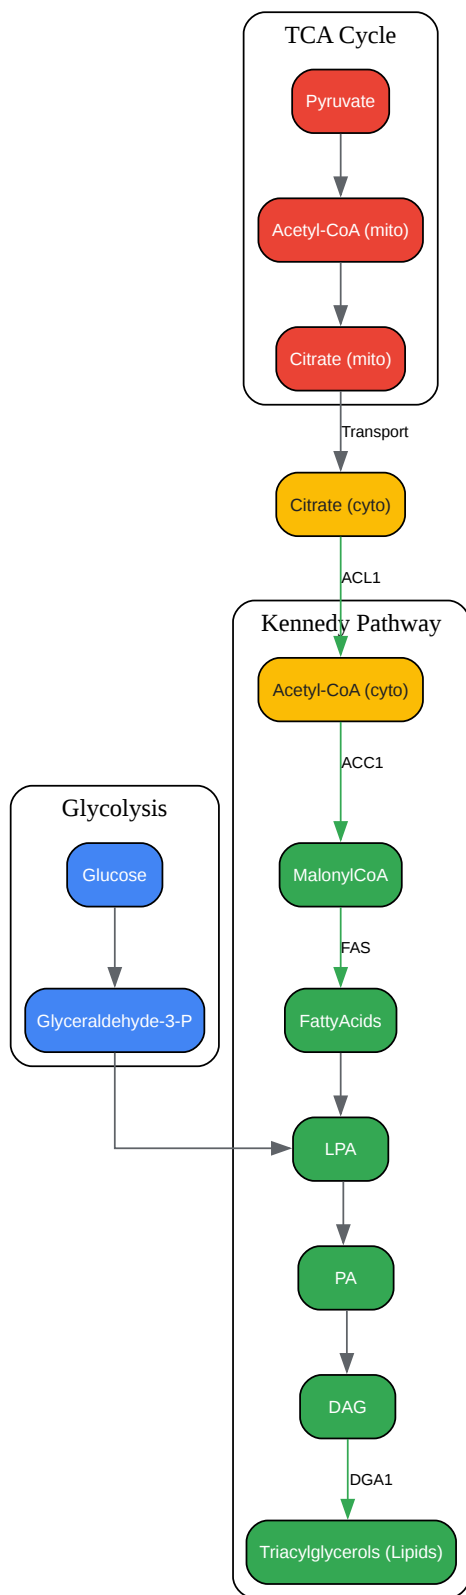 TCA Cycle
Pyruvate
Acetyl-CoA (mito)
Citrate (mito)
Transport
Citrate (cyto)
ACL1
Kennedy Pathway
Acetyl-CoA (cyto)
ACC1
Glycolysis
Glucose
MalonylCoA
FAS
Glyceraldehyde-3-P
FattyAcids
LPA
PA
DAG
DGA1
Triacylglycerols (Lipids)